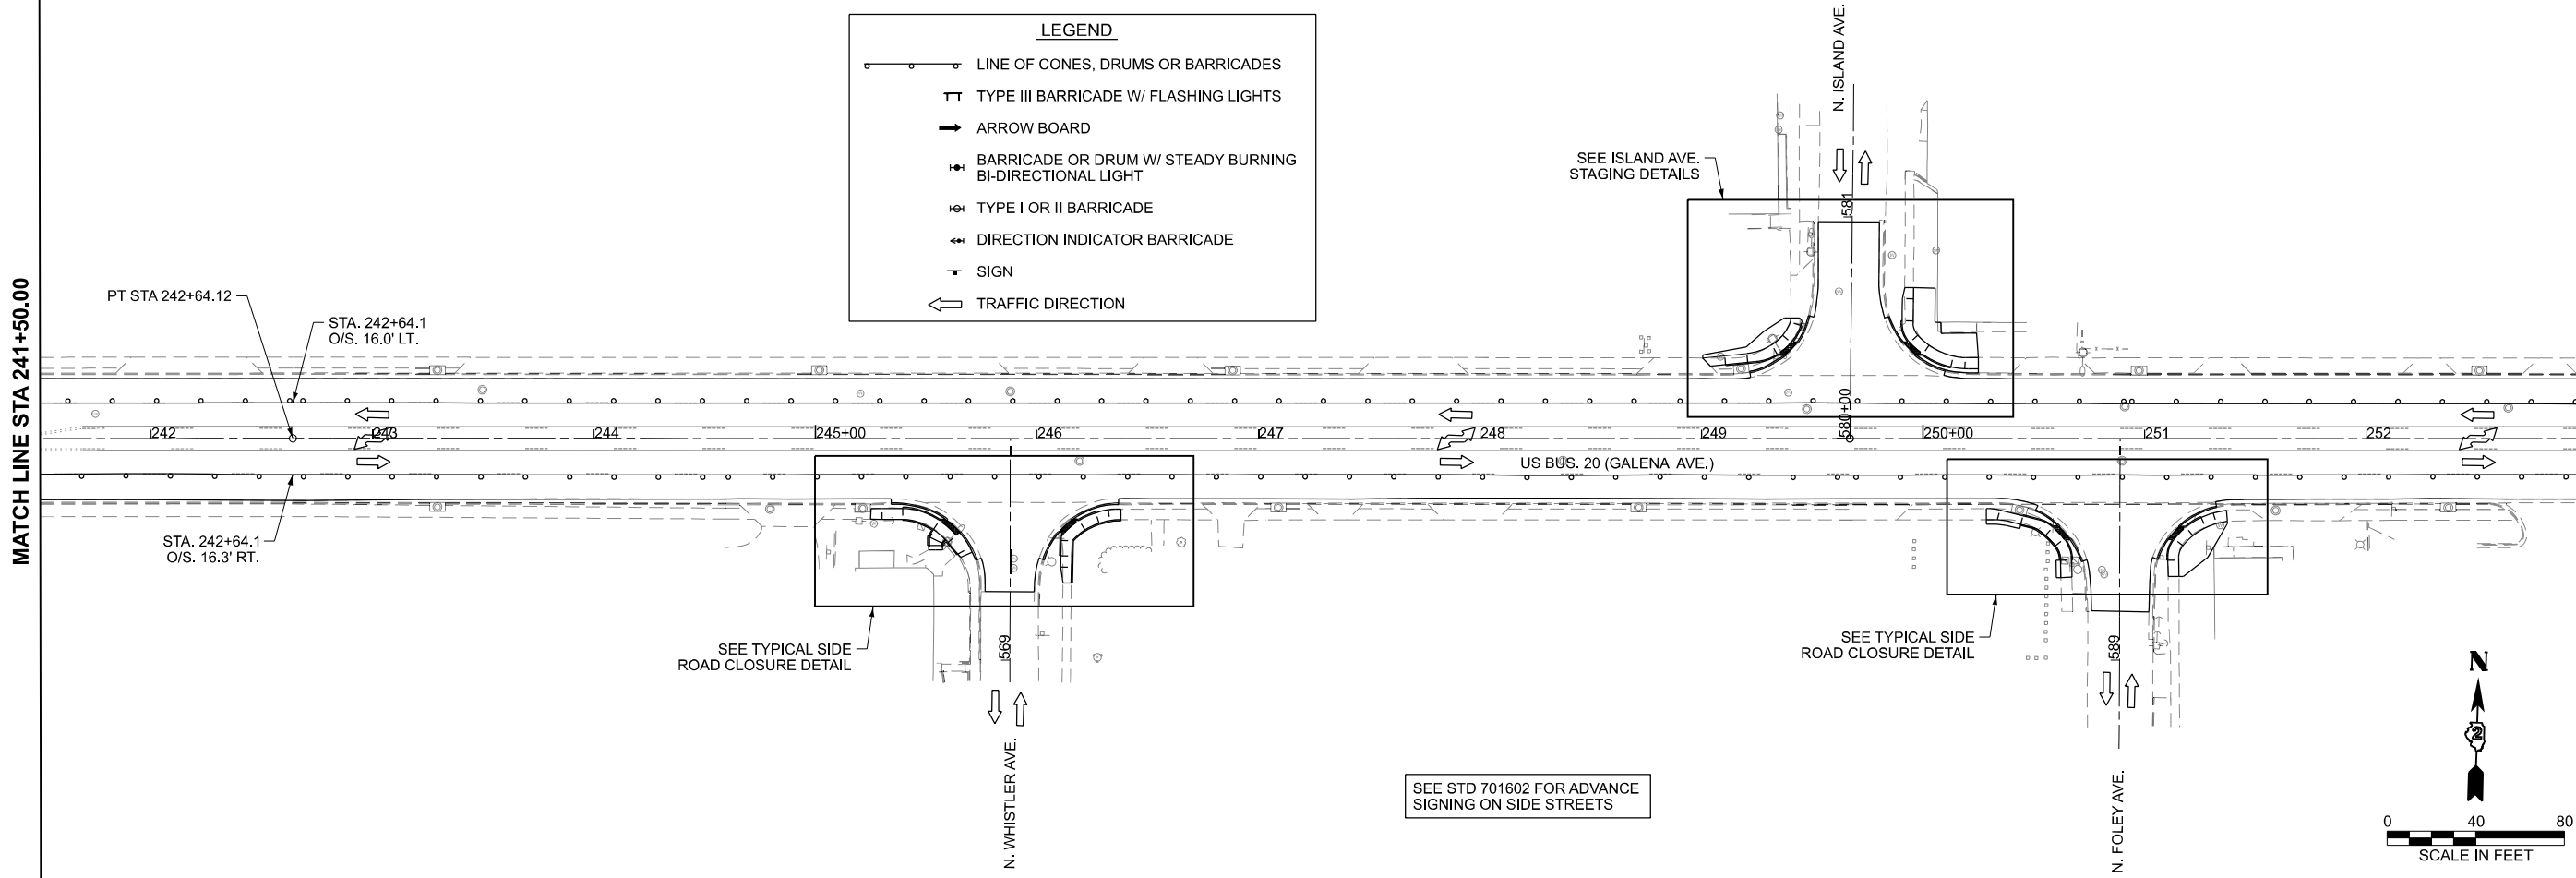 MATCH LINE STA 241+50.00
LEGEND
LINE OF CONES, DRUMS OR BARRICADES
TYPE III BARRICADE W/ FLASHING LIGHTS
ARROW BOARD
BARRICADE OR DRUM W/ STEADY BURNING
BI-DIRECTIONAL LIGHT
TYPE I OR II BARRICADE
DIRECTION INDICATOR BARRICADE
SIGN
TRAFFIC DIRECTION
N. ISLAND AVE.
SEE ISLAND AVE.
STAGING DETAILS
581
580+00
PT STA 242+64.12
STA. 242+64.1
O/S. 16.0' LT.
242
243
244
245+00
246
247
248
249
250+00
251
252
US BUS. 20 (GALENA AVE.)
STA. 242+64.1
O/S. 16.3' RT.
SEE TYPICAL SIDE
ROAD CLOSURE DETAIL
569
N. WHISTLER AVE.
SEE TYPICAL SIDE
ROAD CLOSURE DETAIL
589
N. FOLEY AVE.
SEE STD 701602 FOR ADVANCE
SIGNING ON SIDE STREETS
N
2
0 40 80
SCALE IN FEET